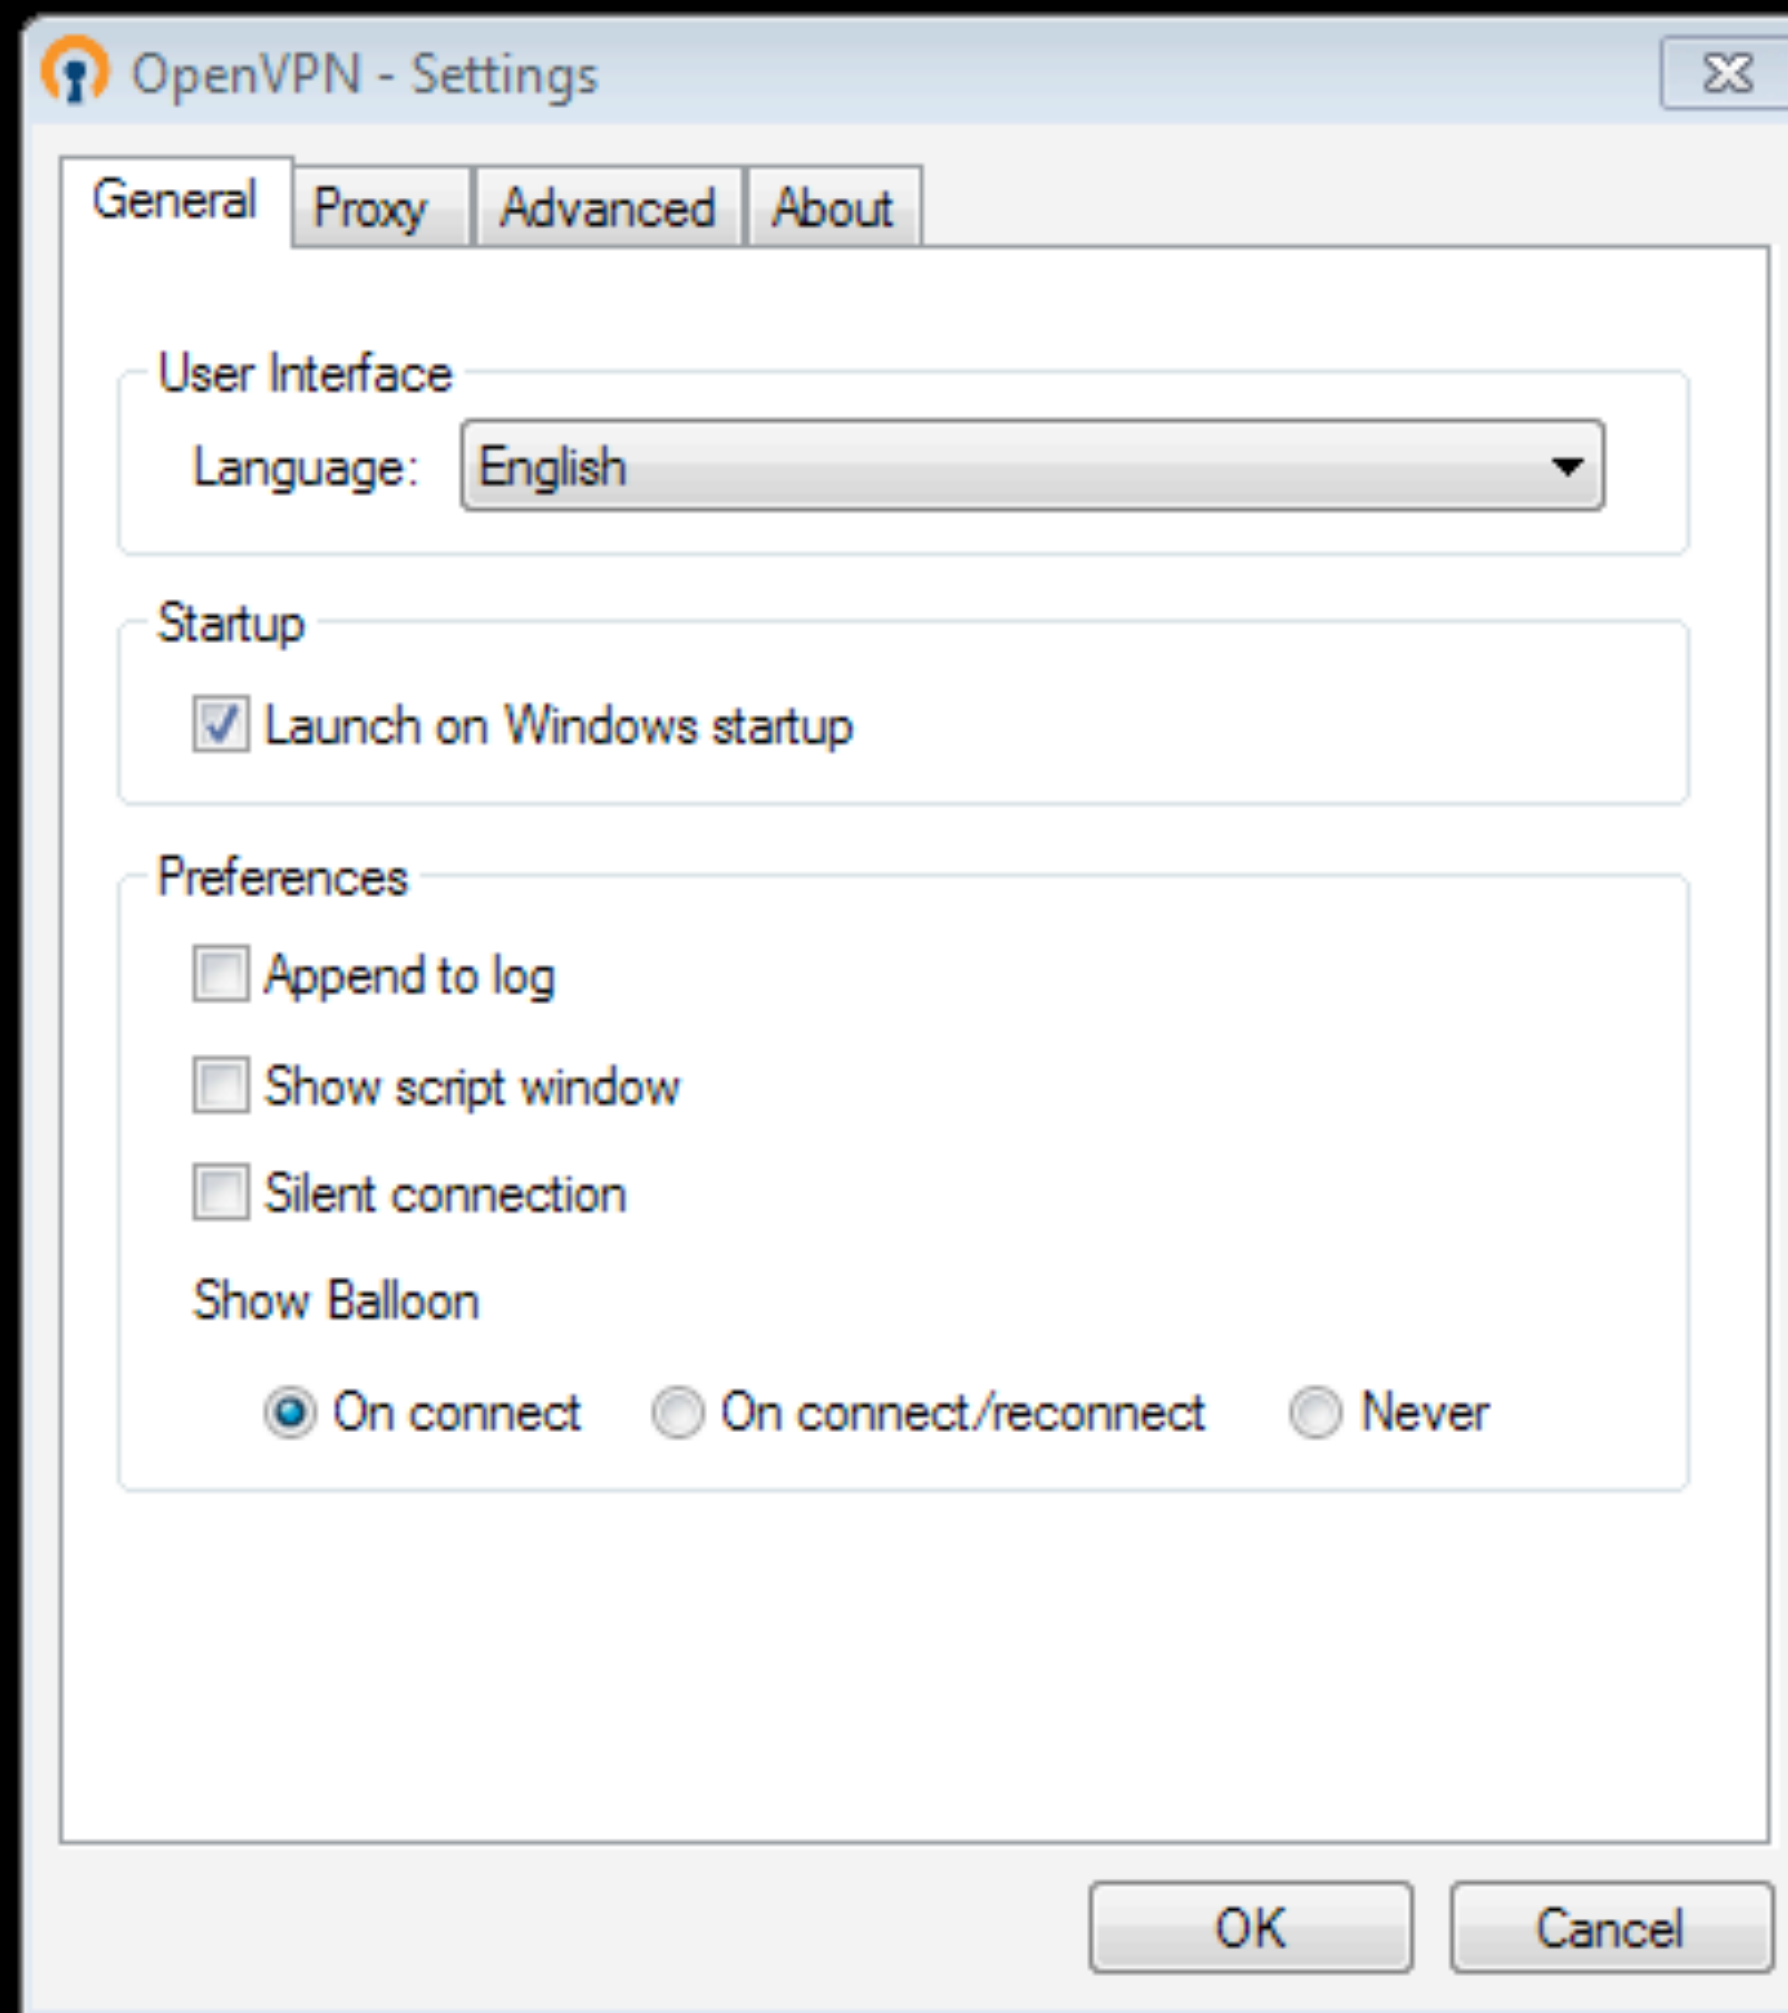 OpenVPN - Settings
General Proxy Advanced About
User Interface
Language: English
Startup
Launch on Windows startup
Preferences
Append to log
Show script window
Silent connection
Show Balloon
On connect On connect/reconnect Never
OK Cancel